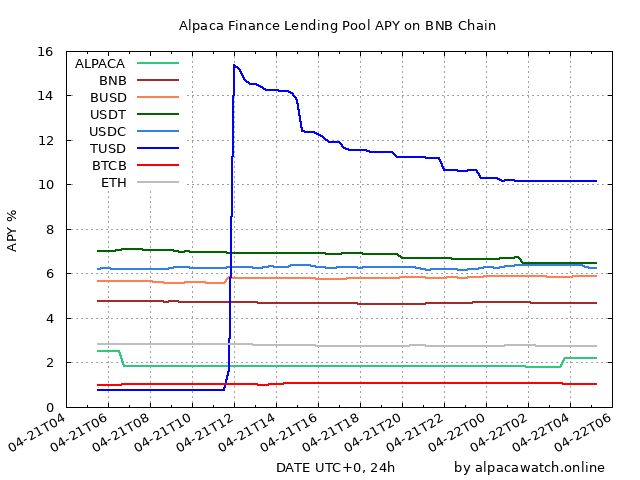 Alpaca Finance Lending Pool APY on BNB Chain
16
14
12
10
8
6
4
2
0
APY %
ALPACA
BNB
BUSD
USDT
USDC
TUSD
BTCB
ETH
04-21T04
04-21T06
04-21T08
04-21T10
04-21T12
04-21T14
04-21T16
04-21T18
04-21T20
04-21T22
04-22T00
04-22T02
04-22T04
04-22T06
DATE UTC+0, 24h
by alpacawatch.online